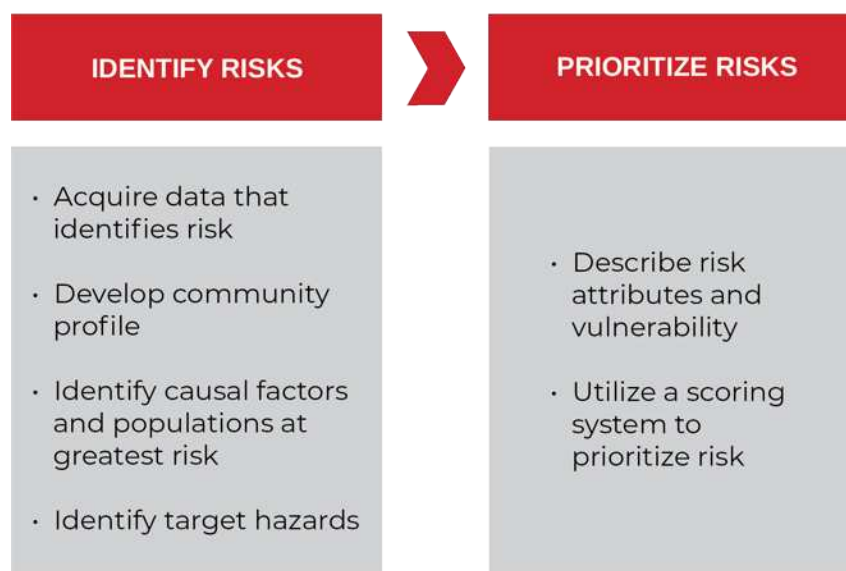 IDENTIFY RISKS
• Acquire data that
identifies risk
• Develop community
profile
• Identify causal factors
and populations at
greatest risk
• Identify target hazards
PRIORITIZE RISKS
• Describe risk
attributes and
vulnerability
• Utilize a scoring
system to
prioritize risk